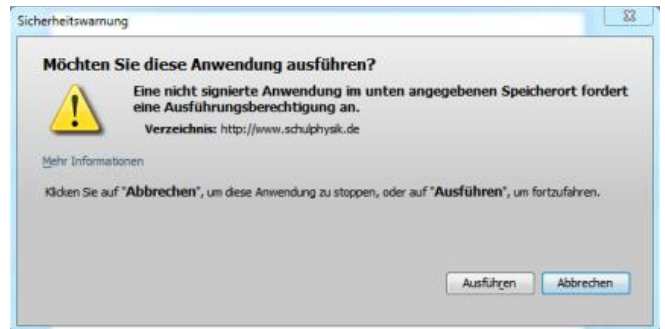 Sicherheitswarnung
Möchten Sie diese Anwendung ausführen?
Eine nicht signierte Anwendung im unten angegebenen Speicherort fordert
eine Ausführungsberechtigung an.
Verzeichnis: http://www.schulphysik.de
Mehr Informationen
Klicken Sie auf "Abbrechen", um diese Anwendung zu stoppen, oder auf "Ausführen", um fortzufahren.
Ausführen Abbrechen